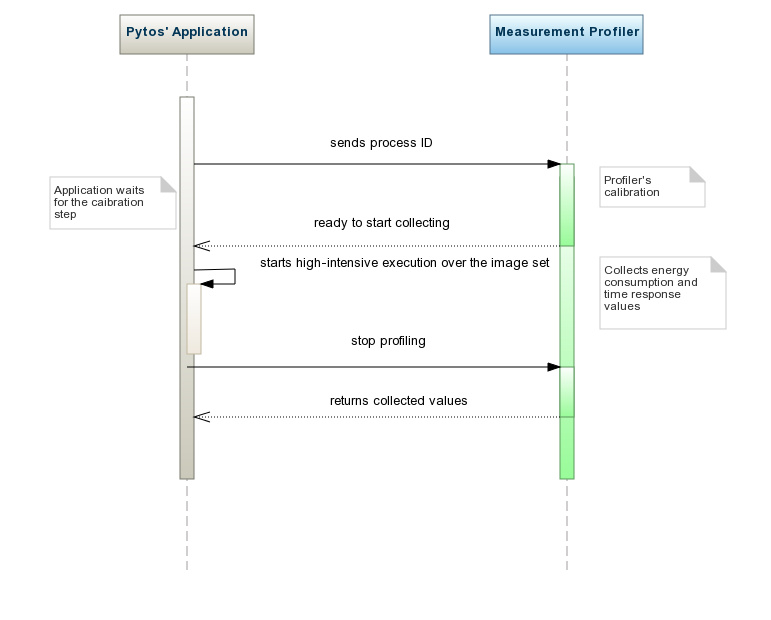 Pytos' Application
Measurement Profiler
sends process ID
Application waits
for the caibration
step
Profiler's
calibration
ready to start collecting
starts high-intensive execution over the image set
Collects energy
consumption and
time response
values
stop profiling
returns collected values